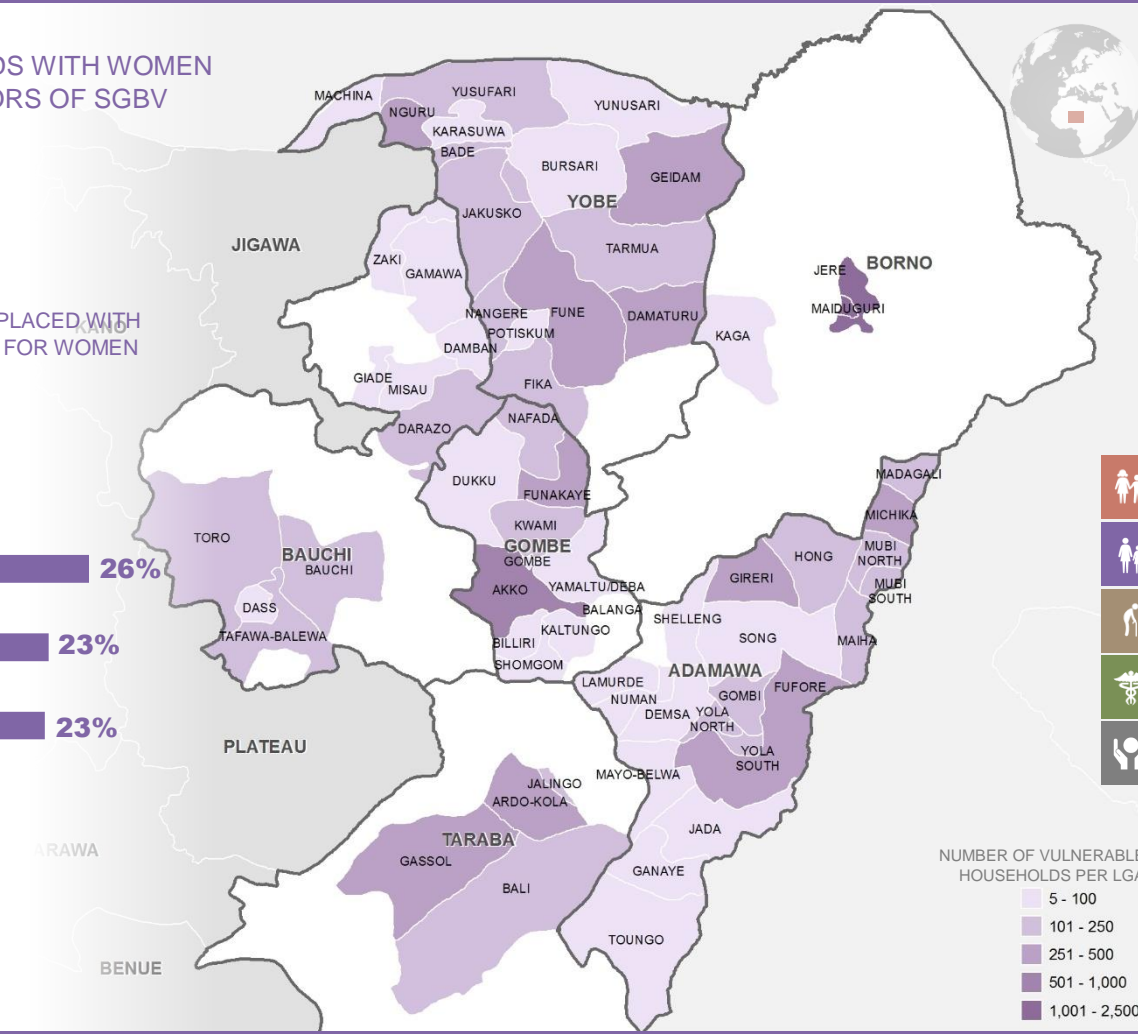 DS WITH WOMEN
ORS OF SGBV
PLACED WITH
FOR WOMEN
26%
23%
23%
MACHINA
YUSUFARI
YUNUSARI
NGURU
KARASUWA
BADE
BURSARI
GEIDAM
YOBE
JAKUSKO
TARMUA
JIGAWA
ZAKI
GAMAWA
JERE
BORNO
MAIDUGURI
NANGERE
FUNE
DAMATURU
KANO
POTISKUM
KAGA
DAMBAN
GIADE
MISAU
FIKA
DARAZO
NAFADA
DUKKU
FUNAKAYE
MADAGALI
MICHIKA
KWAMI
TORO
GOMBE
GOMBE
HONG
MUBI
NORTH
BAUCHI
BAUCHI
AKKO
YAMALTU/DEBA
GIRERI
MUBI
SOUTH
DASS
BALANGA
SHELLENG
TAFAWA-BALEWA
KALTUNGO
SONG
MAIHA
BILLIRI
SHOMGOM
ADAMAWA
LAMURDE
NUMAN
GOMBI
FUFORE
DEMSA
YOLA
NORTH
PLATEAU
YOLA
SOUTH
MAYO-BELWA
JALINGO
ARDO-KOLA
JADA
TARABA
GASSOL
GANAYE
BALI
TOUNGO
ARAWA
BENUE
NUMBER OF VULNERABLE
HOUSEHOLDS PER LGA
5 - 100
101 - 250
251 - 500
501 - 1,000
1,001 - 2,500